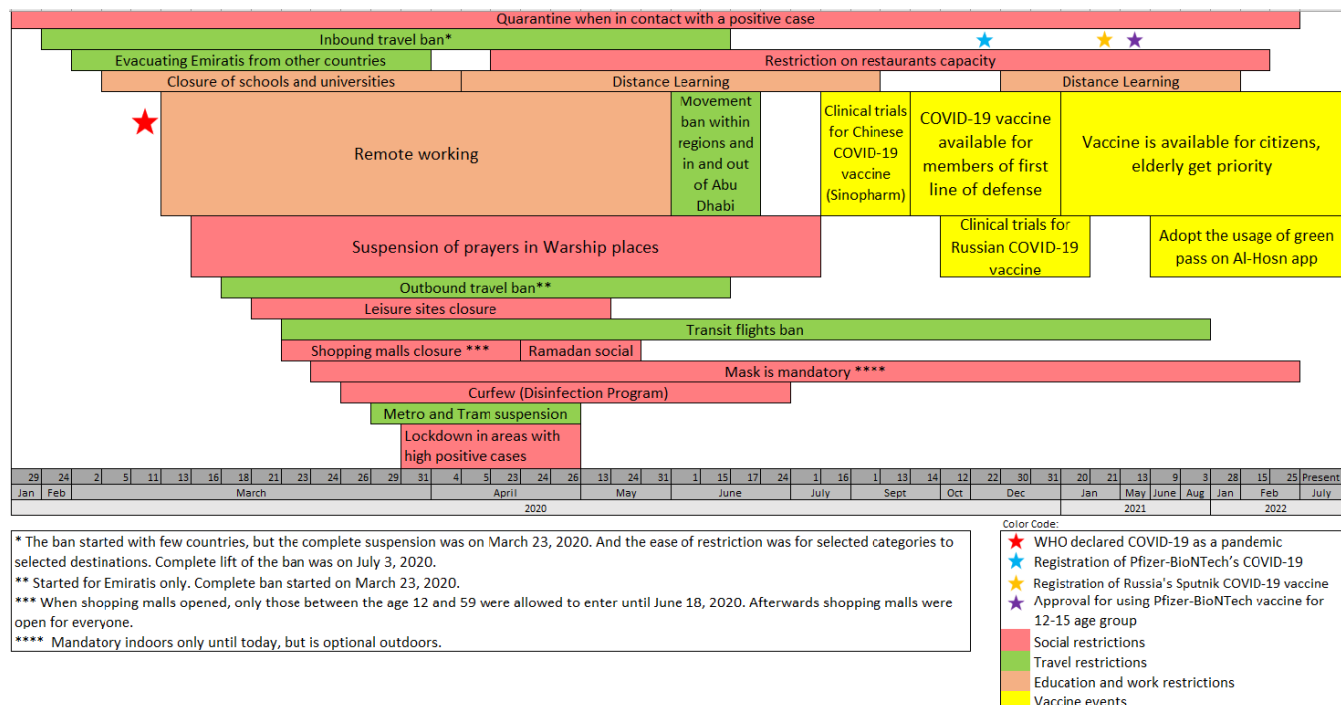 Quarantine when in contact with a positive case
Inbound travel ban*
Evacuating Emiratis from other countries
Restriction on restaurants capacity
Closure of schools and universities
Distance Learning
Distance Learning
Remote working
Movement
ban within
regions and
in and out
of Abu
Dhabi
Clinical trials
for Chinese
COVID-19
vaccine
(Sinopharm)
COVID-19 vaccine
available for
members of first
line of defense
Vaccine is available for citizens,
elderly get priority
Suspension of prayers in Warship places
Clinical trials for
Russian COVID-19
vaccine
Adopt the usage of green
pass on Al-Hosn app
Outbound travel ban**
Leisure sites closure
Transit flights ban
Shopping malls closure ***
Ramadan social
Mask is mandatory ****
Curfew (Disinfection Program)
Metro and Tram suspension
Lockdown in areas with
high positive cases
29 24 2 5 11 13 16 18 21 23 24 26 29 31 4 5 23 24 26 13 24 31 1 15 17 24 1 16 1 13 14 12 22 30 31 20 21 13 9 3 28 15 25 Present
Jan Feb March April May June July Sept Oct Dec Jan May June Aug Jan Feb July
2020 2021 2022
* The ban started with few countries, but the complete suspension was on March 23, 2020. And the ease of restriction was for selected categories to
selected destinations. Complete lift of the ban was on July 3, 2020.
** Started for Emiratis only. Complete ban started on March 23, 2020.
*** When shopping malls opened, only those between the age 12 and 59 were allowed to enter until June 18, 2020. Afterwards shopping malls were
open for everyone.
**** Mandatory indoors only until today, but is optional outdoors.
Color Code:
WHO declared COVID-19 as a pandemic
Registration of Pfizer-BioNTech's COVID-19
Registration of Russia's Sputnik COVID-19 vaccine
Approval for using Pfizer-BioNTech vaccine for
12-15 age group
Social restrictions
Travel restrictions
Education and work restrictions
Vaccine events